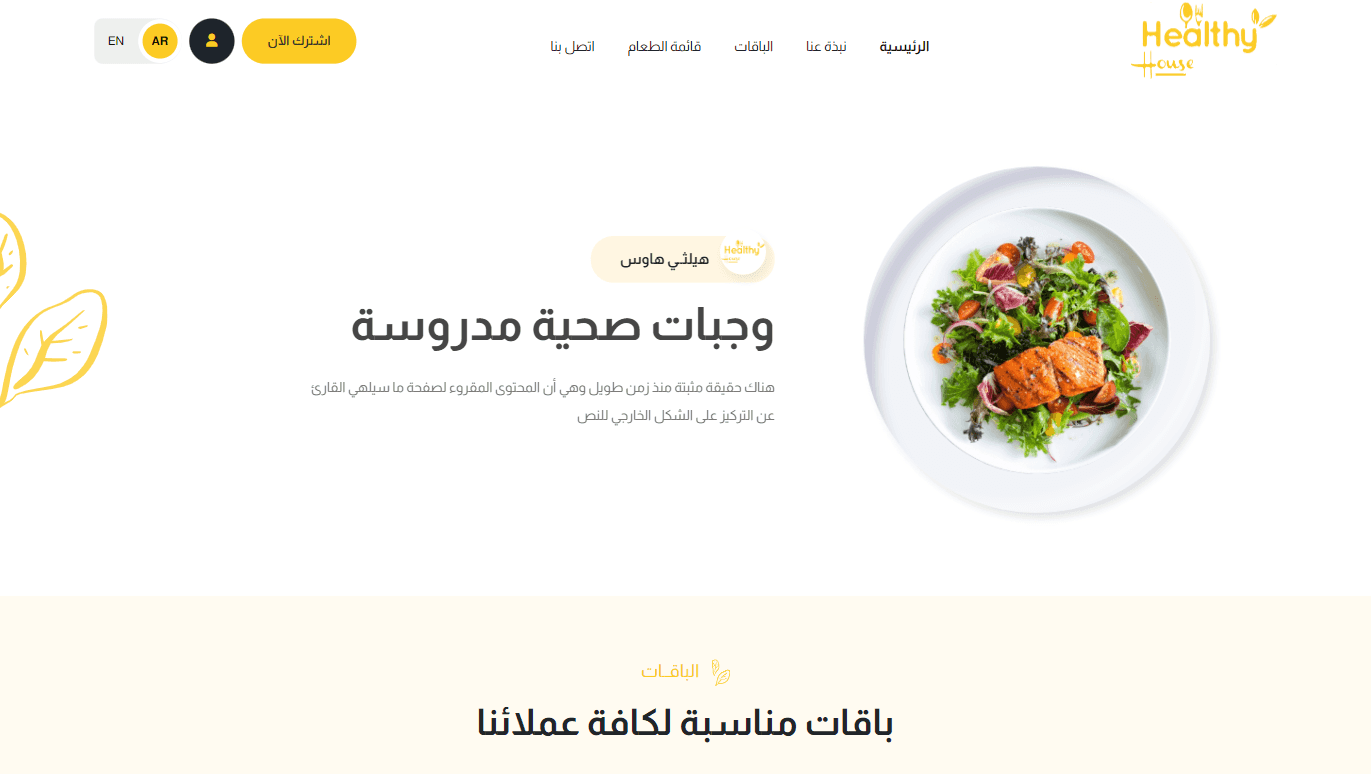 Healthy
House
الرئيسية
نبذة عنا
الباقات
قائمة الطعام
اتصل بنا
اشترك الآن
AR
EN
Healthy
هيلثـي هاوس
وجبات صحية مدروسة
هناك حقيقة مثبتة منذ زمن طويل وهي أن المحتوى المقروء لصفحة ما سيلهي القارئ
عن التركيز على الشكل الخارجي للنص
الباقــات
باقات مناسبة لكافة عملائنا